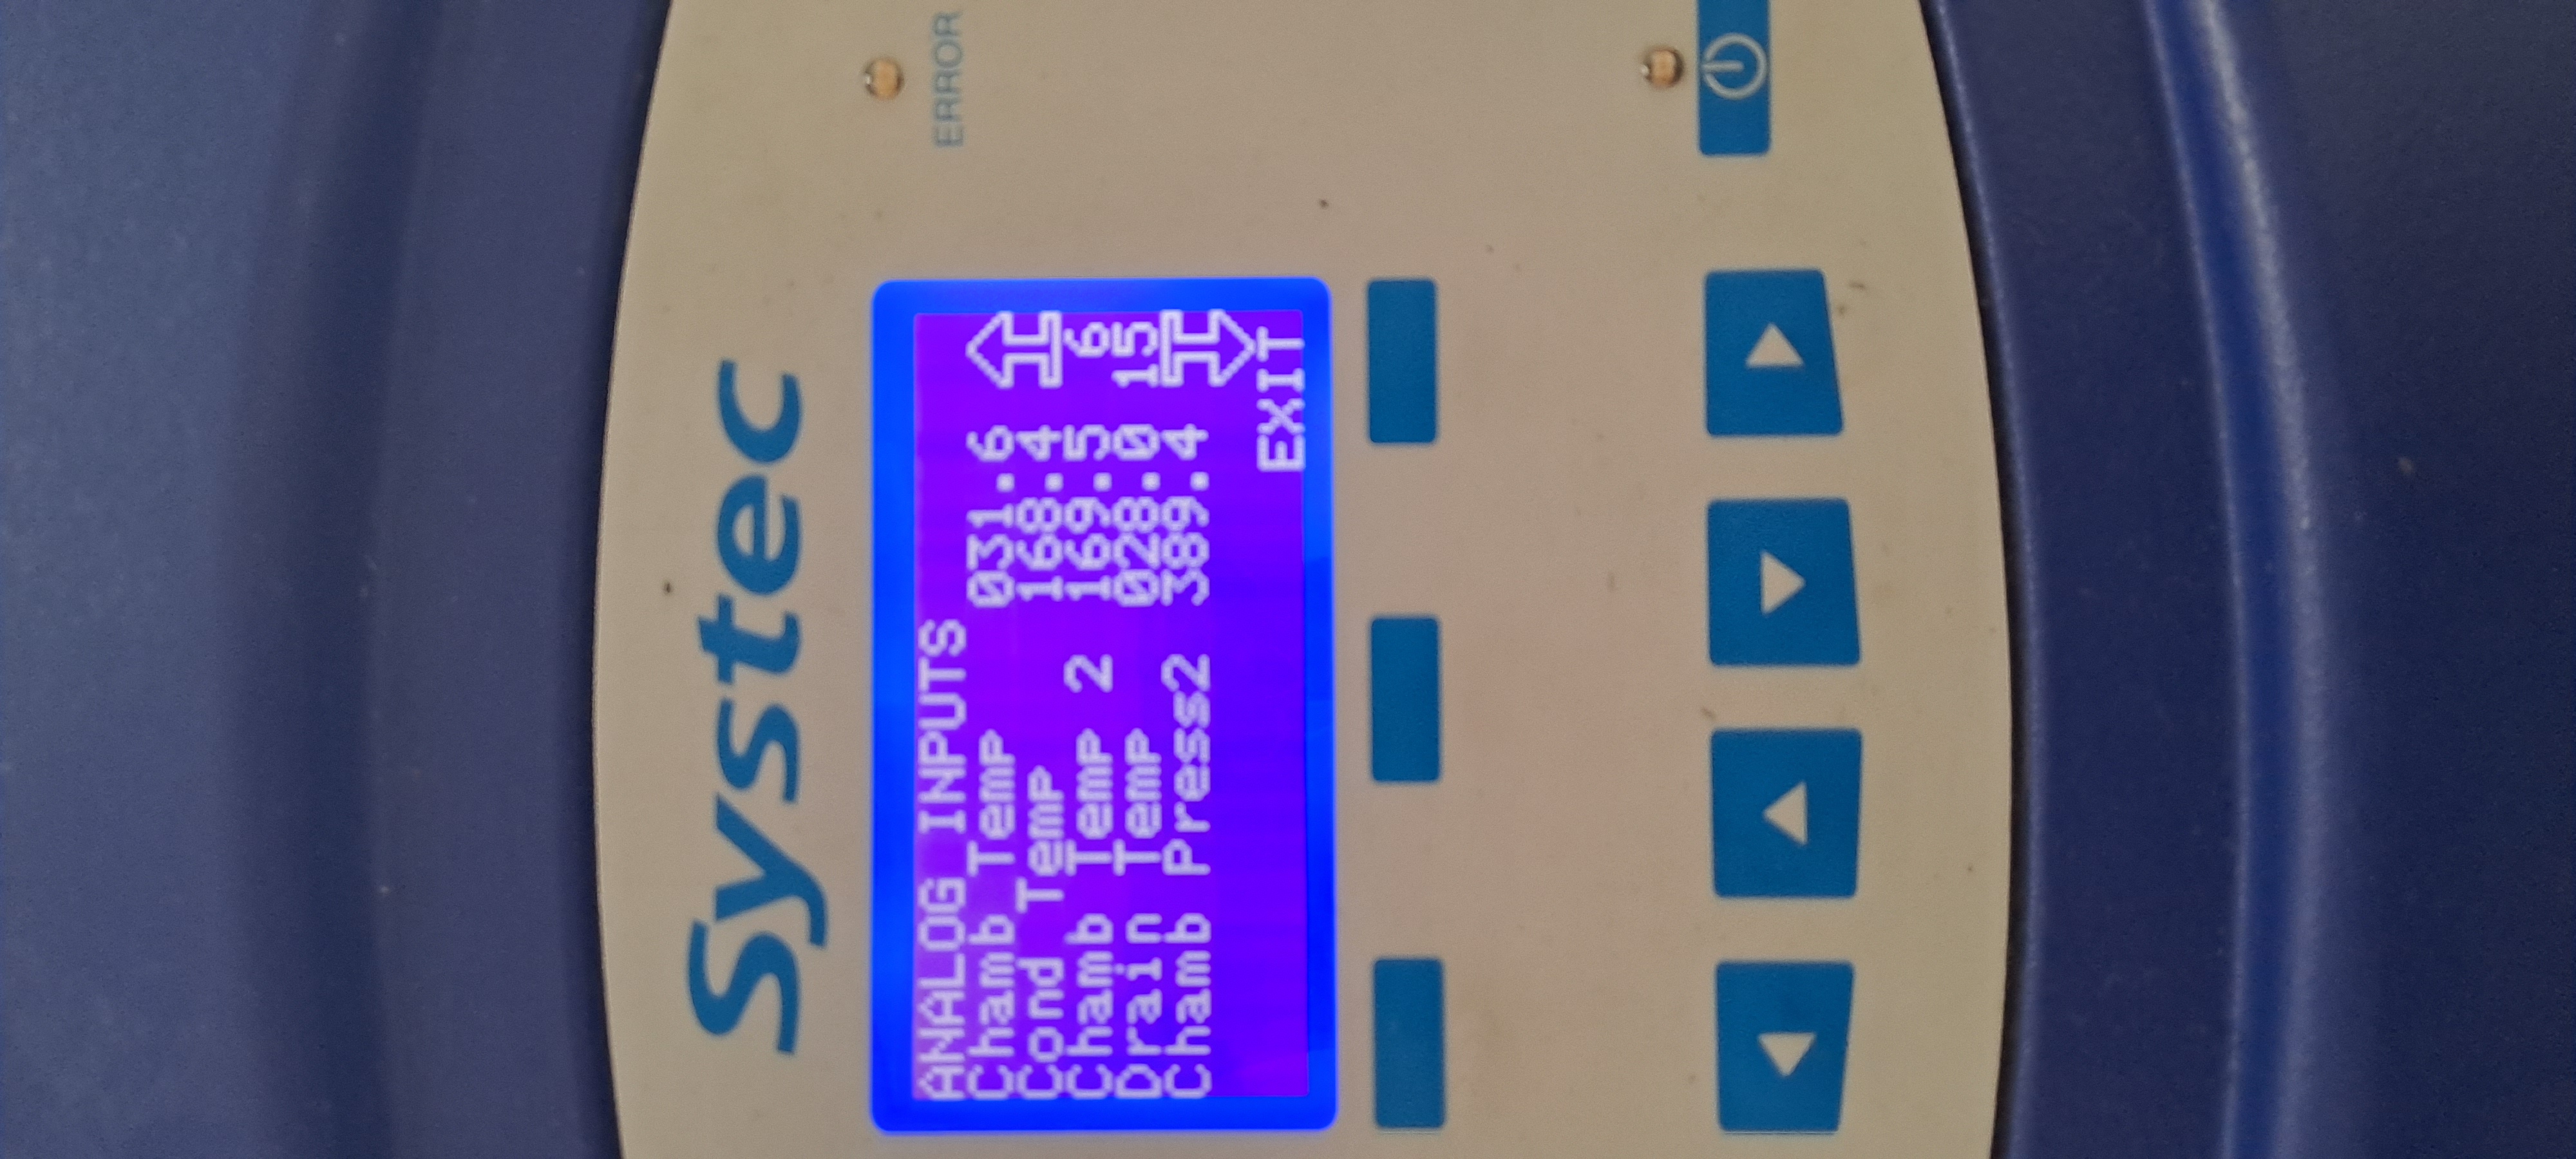 Systec
ANALOG INPUTS
Chamb Temp 031.6
Cond Temp 168.4
Chamb Temp 2 169.5 6
Drain Temp 028.0 15
Chamb Press2 389.4
EXIT
ERROR